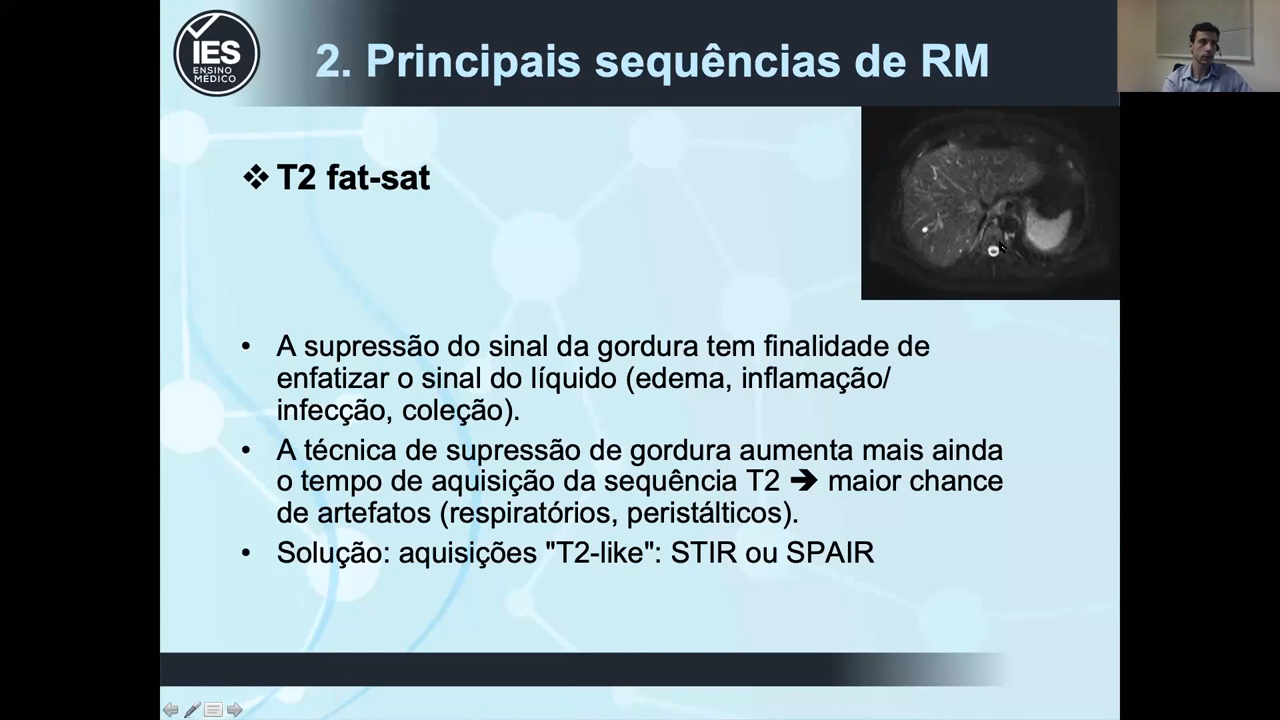 IES
ENSINO
MÉDICO
2. Principais sequências de RM
❖ T2 fat-sat
• A supressão do sinal da gordura tem finalidade de
enfatizar o sinal do líquido (edema, inflamação/
infecção, coleção).
• A técnica de supressão de gordura aumenta mais ainda
o tempo de aquisição da sequência T2 ➔ maior chance
de artefatos (respiratórios, peristálticos).
• Solução: aquisições "T2-like": STIR ou SPAIR